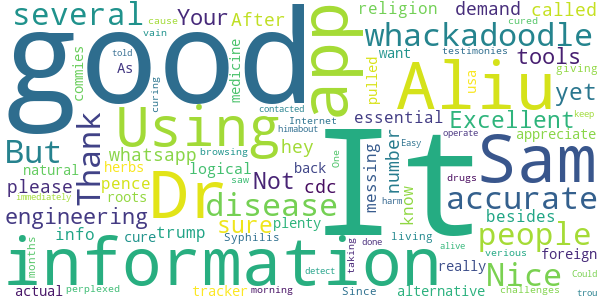 good
It
information
Dr
Aliu
Using
app
Sam
several
Your
After
religion
demand
called
cause
vain
told
cured
testimonies
commies
As
curing
medicine
contacted
Internet
himabout
want
pulled
usa
giving
whackadoodle
tools
yet
essential
Excellent
keep
Thank
But
whatsapp
hey
One
browsing
Easy
operate
appreciate
natural
herbs
logical
back
messing
number
please
pence
Not
cdc
saw
drugs
accurate
roots
disease
know
harm
immediately
engineering
sure
plenty
besides
people
info
cure
trump
Syphilis
living
really
foreign
taking
done
alive
verious
months
actual
perplexed
tracker
morning
Since
detect
alternative
Nice
Could
challenges
trou